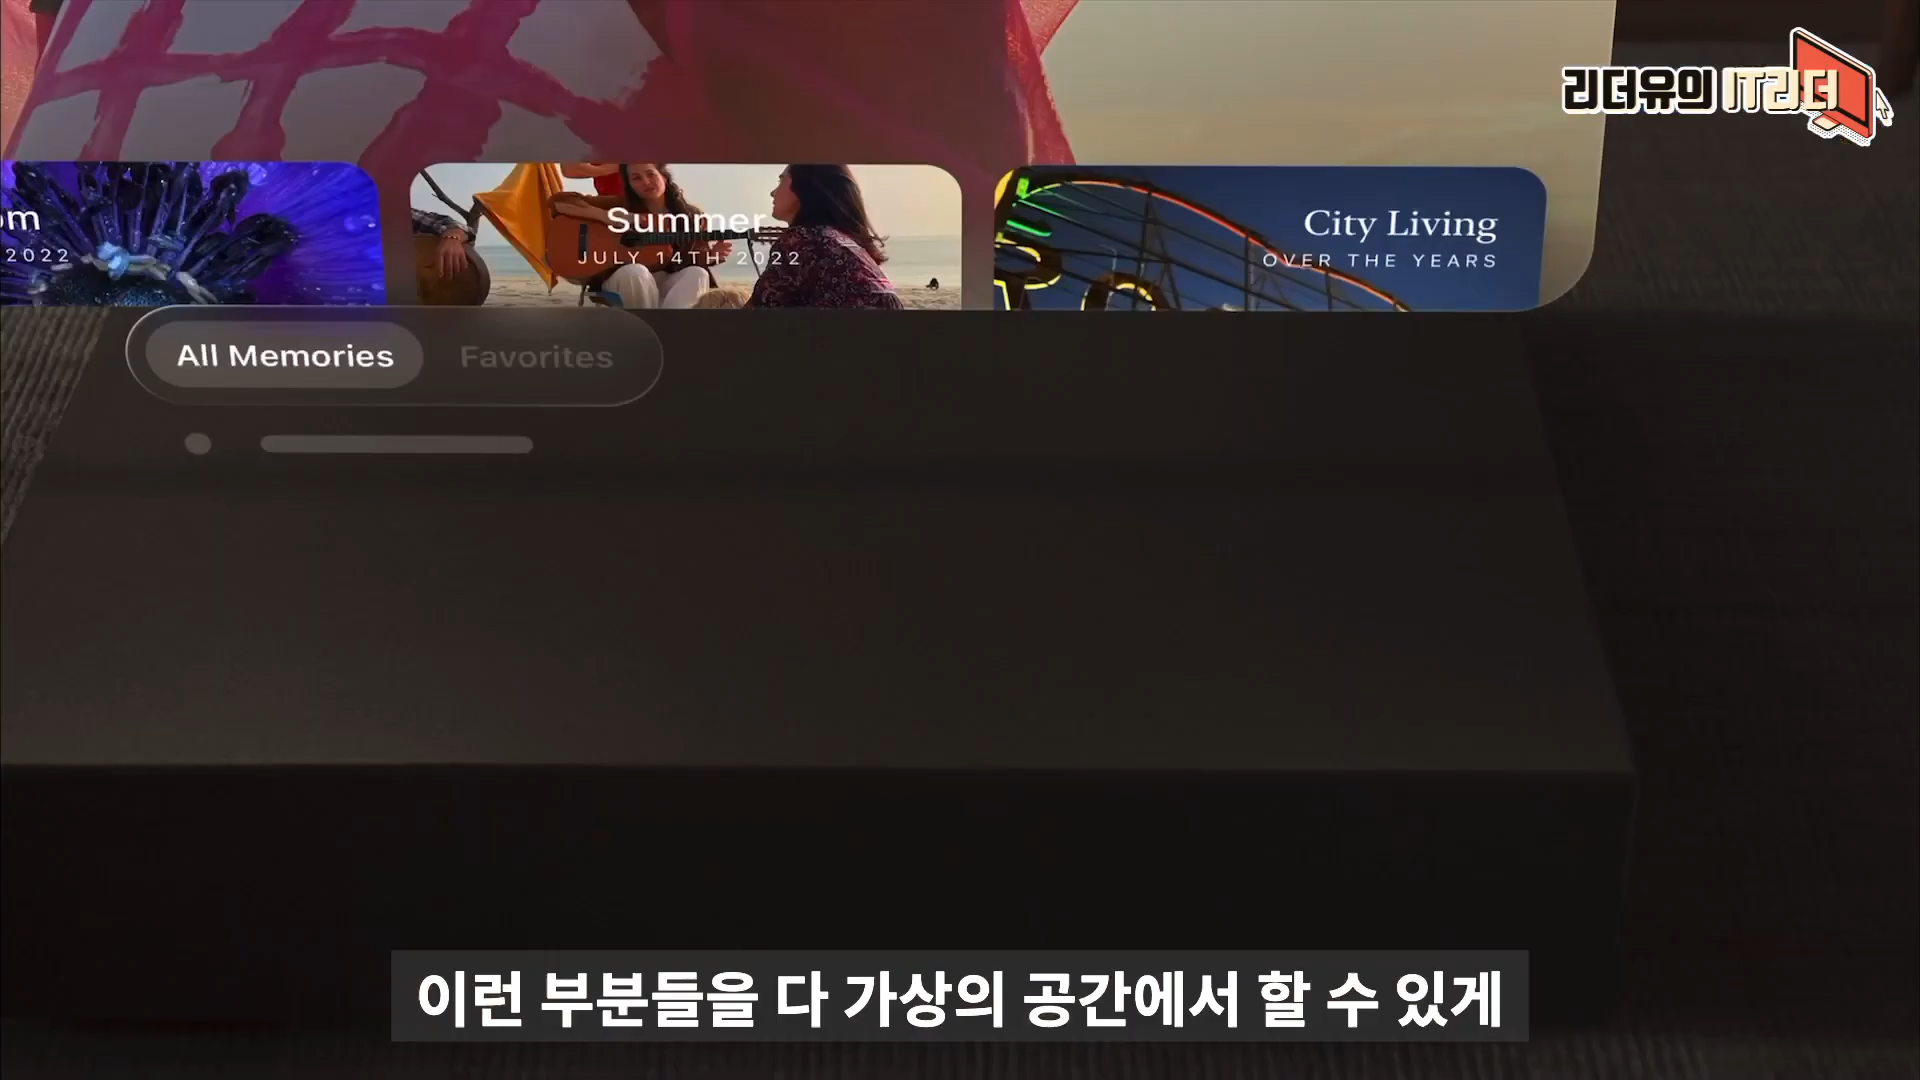 리더유의 IT리더
om
2022
Summer
JULY 14TH 2022
City Living
OVER THE YEARS
All Memories
Favorites
이런 부분들을 다 가상의 공간에서 할 수 있게